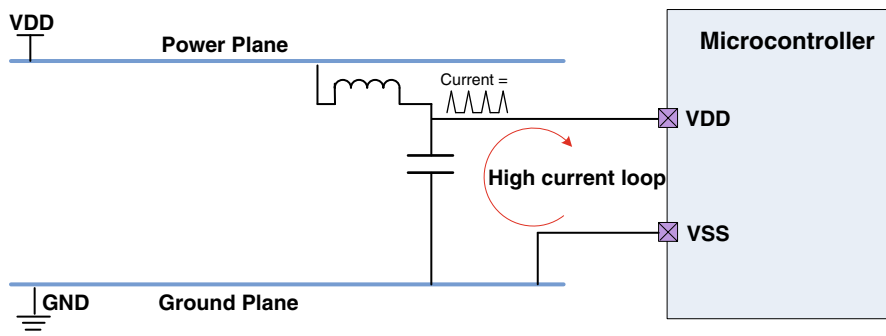 VDD
Power Plane
Microcontroller
Current =
VDD
High current loop
VSS
GND
Ground Plane